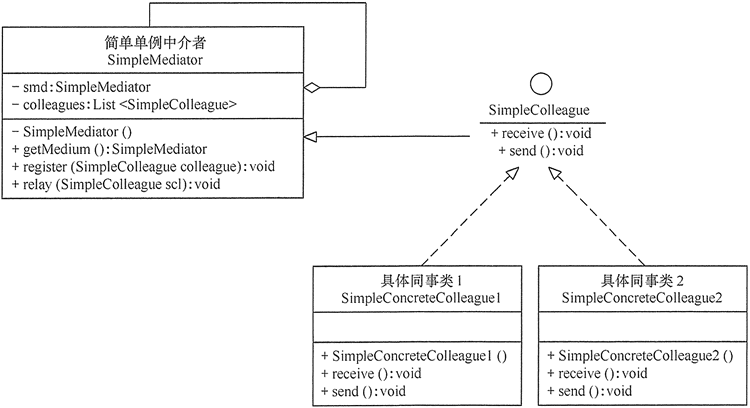 简单单例中介者
SimpleMediator
- smd:SimpleMediator
- colleagues:List <SimpleColleague>
- SimpleMediator ()
+ getMedium ():SimpleMediator
+ register (SimpleColleague colleague):void
+ relay (SimpleColleague scl):void
SimpleColleague
+ receive ():void
+ send ():void
具体同事类1
SimpleConcreteColleague1
+ SimpleConcreteColleague1 ()
+ receive ():void
+ send ():void
具体同事类2
SimpleConcreteColleague2
+ SimpleConcreteColleague2 ()
+ receive ():void
+ send ():void